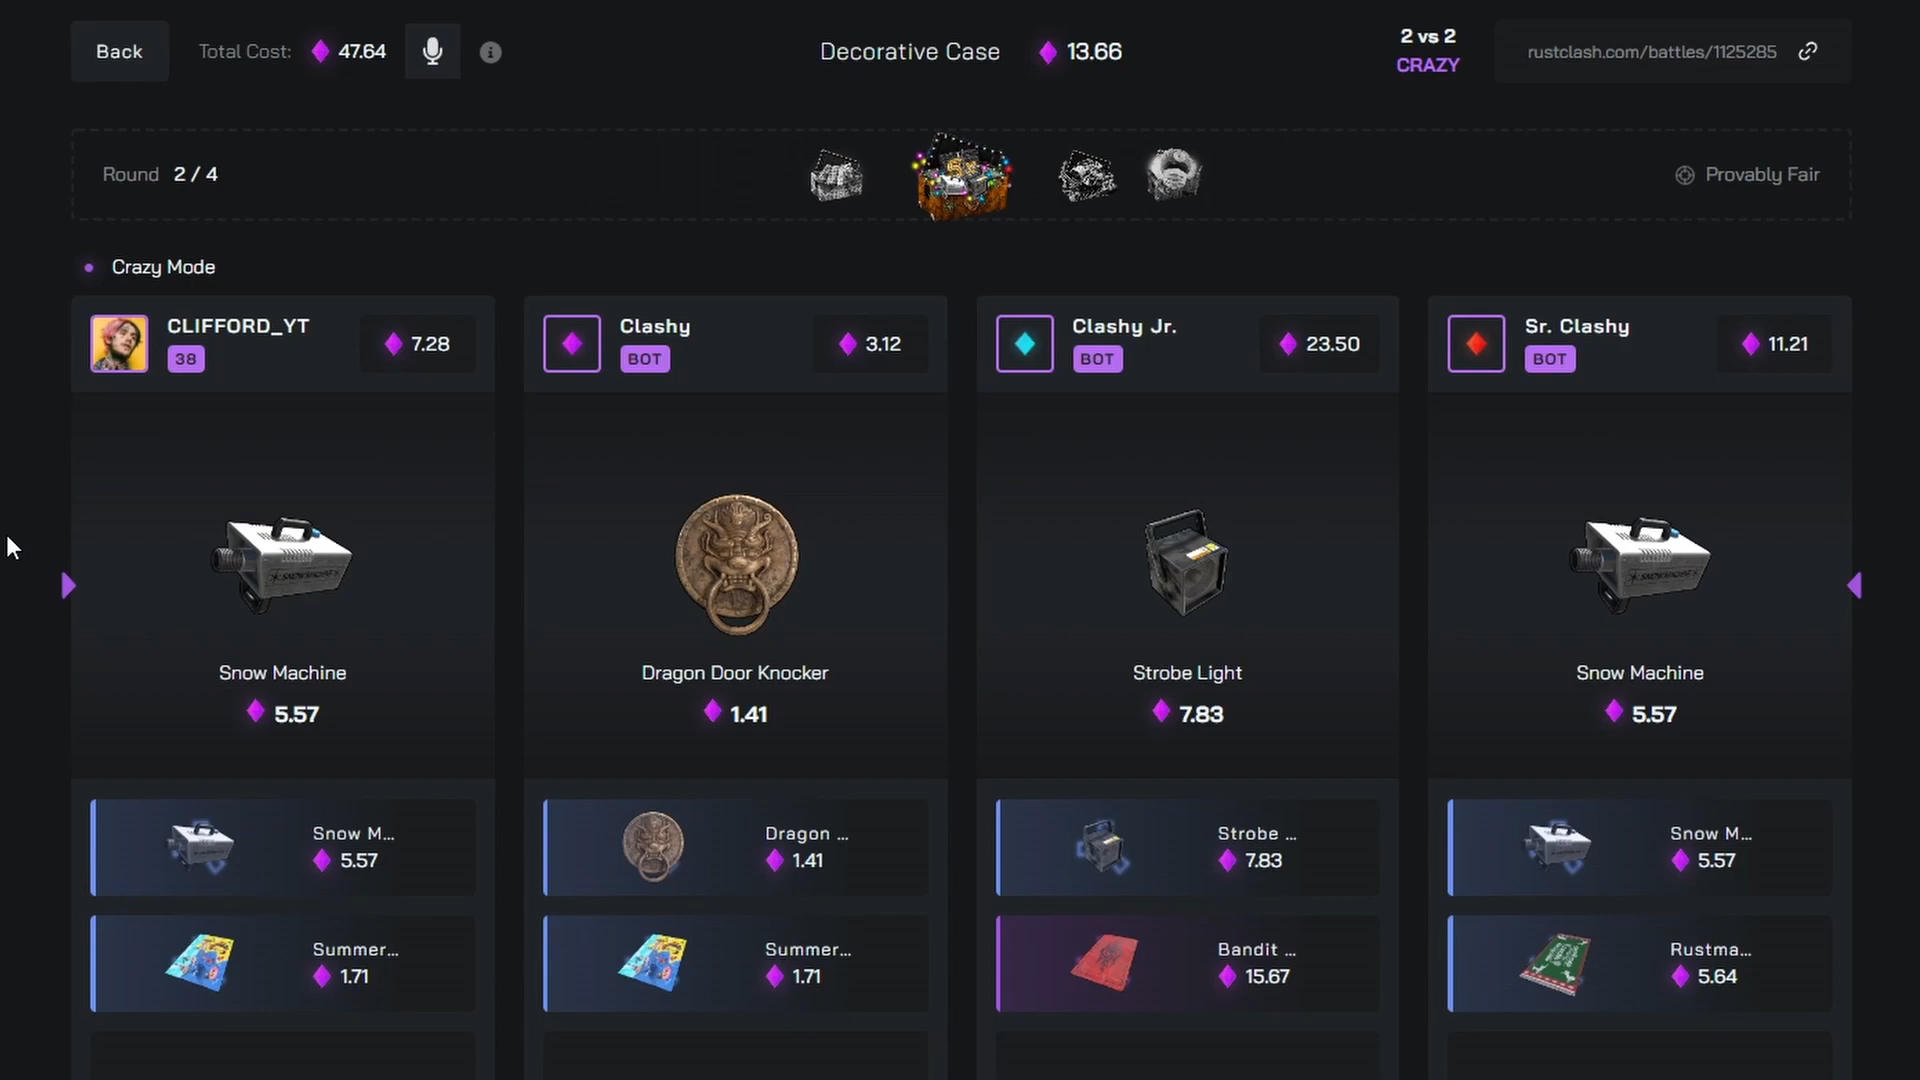 Back
Total Cost: 47.64
Decorative Case 13.66
2 vs 2
CRAZY
rustclash.com/battles/1125285
Round 2 / 4
Provably Fair
Crazy Mode
CLIFFORD_YT
38
7.28
Clashy
BOT
3.12
Clashy Jr.
BOT
23.50
Sr. Clashy
BOT
11.21
Snow Machine
5.57
Dragon Door Knocker
1.41
Strobe Light
7.83
Snow Machine
5.57
Snow M...
5.57
Dragon ...
1.41
Strobe ...
7.83
Snow M...
5.57
Summer...
1.71
Summer...
1.71
Bandit ...
15.67
Rustma...
5.64